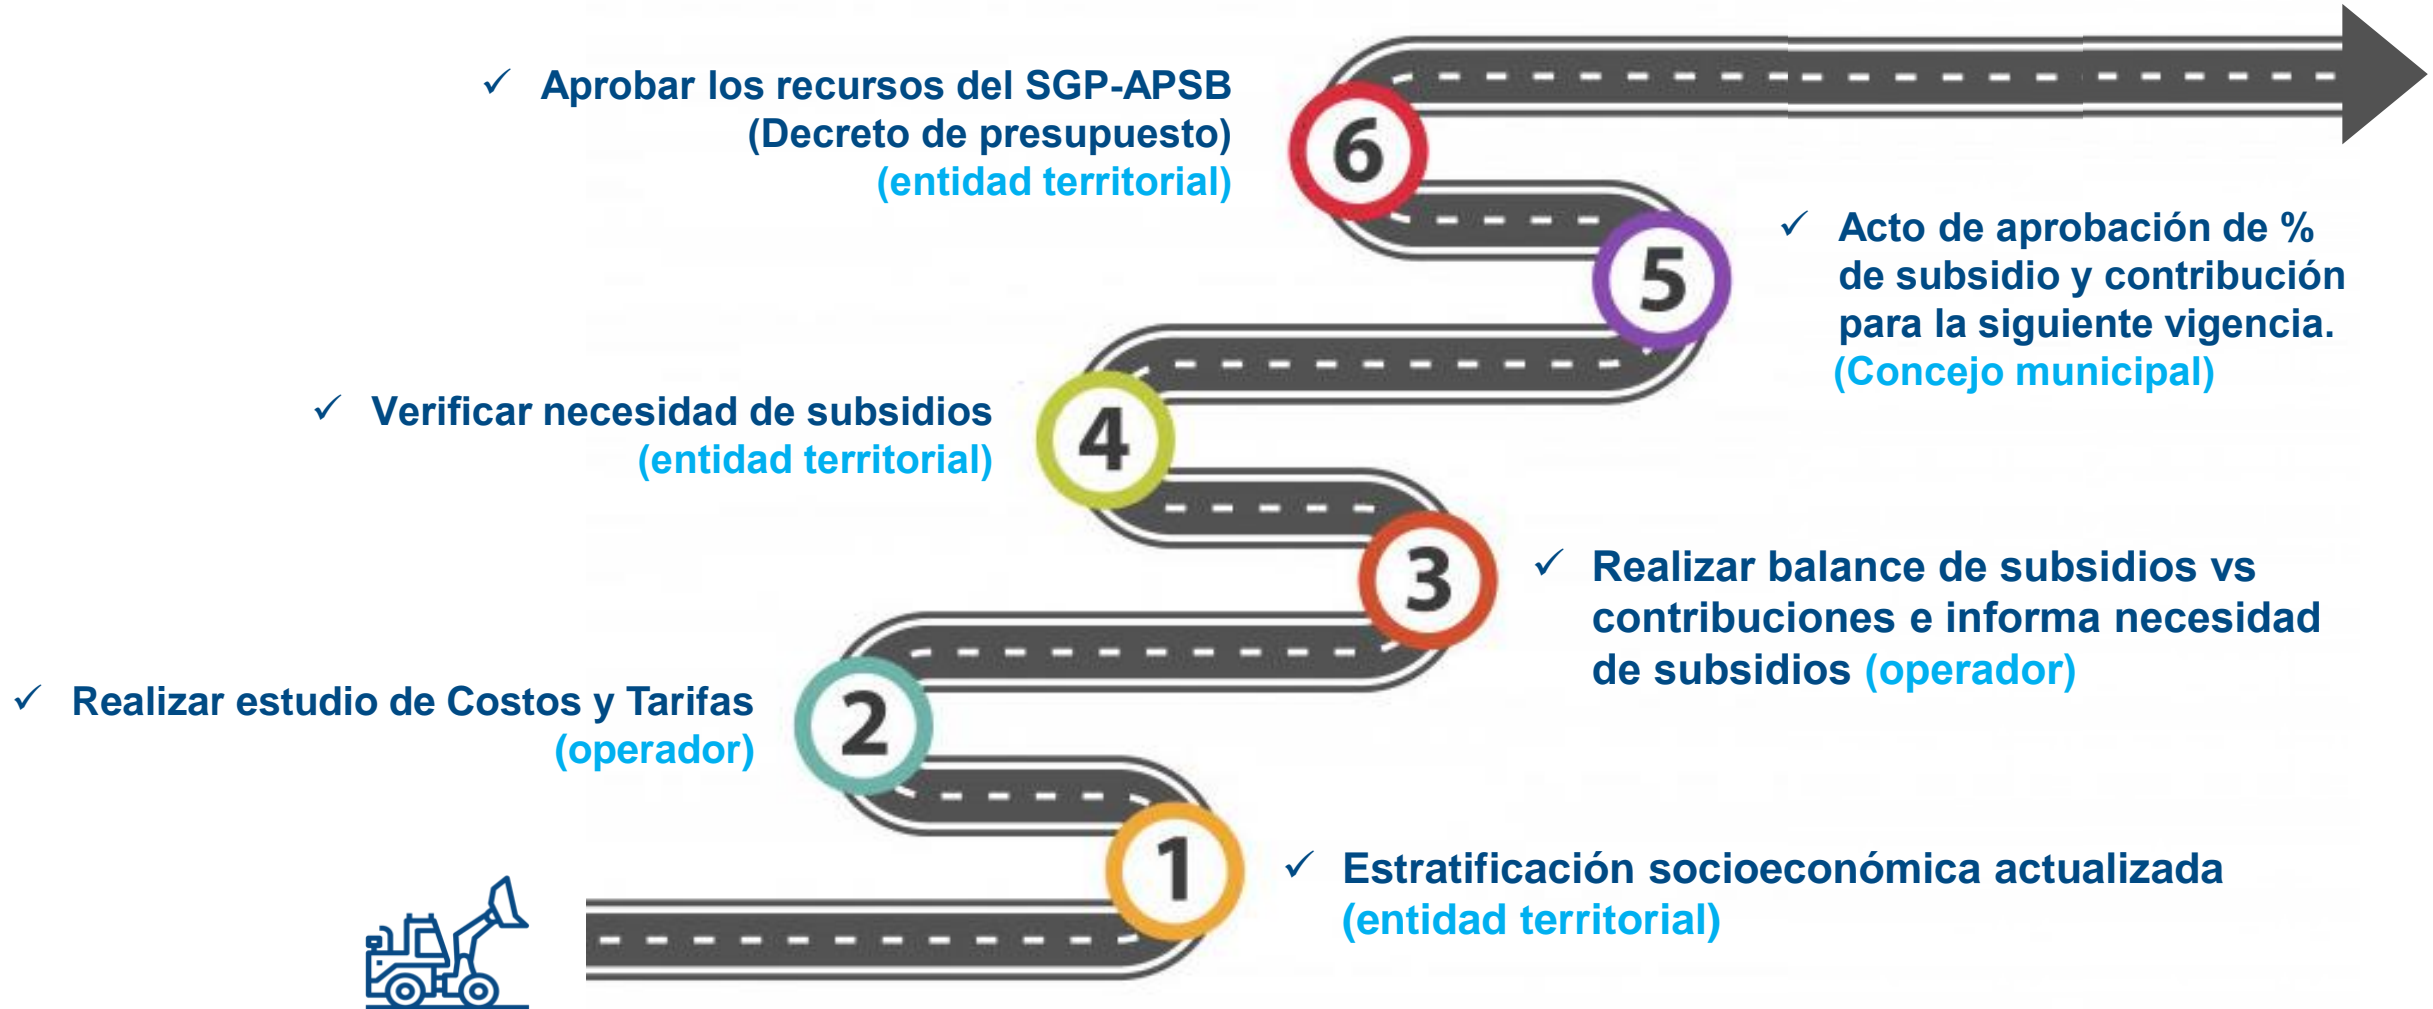 ✓ Aprobar los recursos del SGP-APSB
(Decreto de presupuesto)
(entidad territorial)
6
5
✓ Acto de aprobación de %
de subsidio y contribución
para la siguiente vigencia.
(Concejo municipal)
✓ Verificar necesidad de subsidios
(entidad territorial)
4
3
✓ Realizar balance de subsidios vs
contribuciones e informa necesidad
de subsidios (operador)
✓ Realizar estudio de Costos y Tarifas
(operador)
2
1
✓ Estratificación socioeconómica actualizada
(entidad territorial)